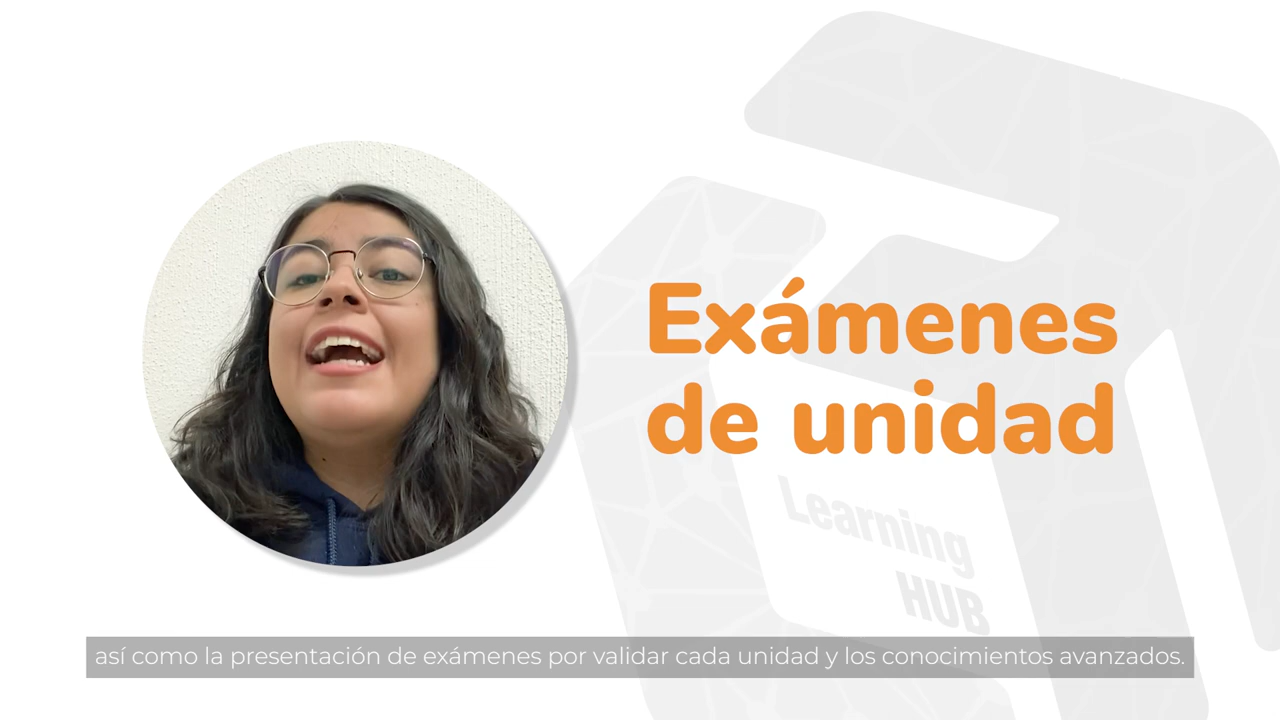 Exámenes
de unidad
Learning
HUB
así como la presentación de exámenes por validar cada unidad y los conocimientos avanzados.